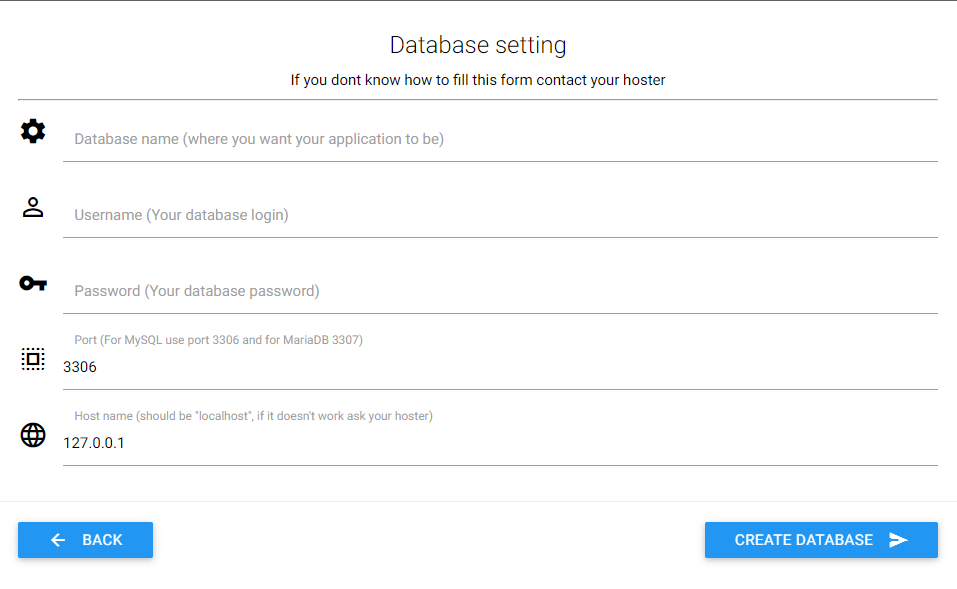 Database setting
If you dont know how to fill this form contact your hoster
Database name (where you want your application to be)
Username (Your database login)
Password (Your database password)
Port (For MySQL use port 3306 and for MariaDB 3307)
3306
Host name (should be "localhost", if it doesn't work ask your hoster)
127.0.0.1
BACK
CREATE DATABASE